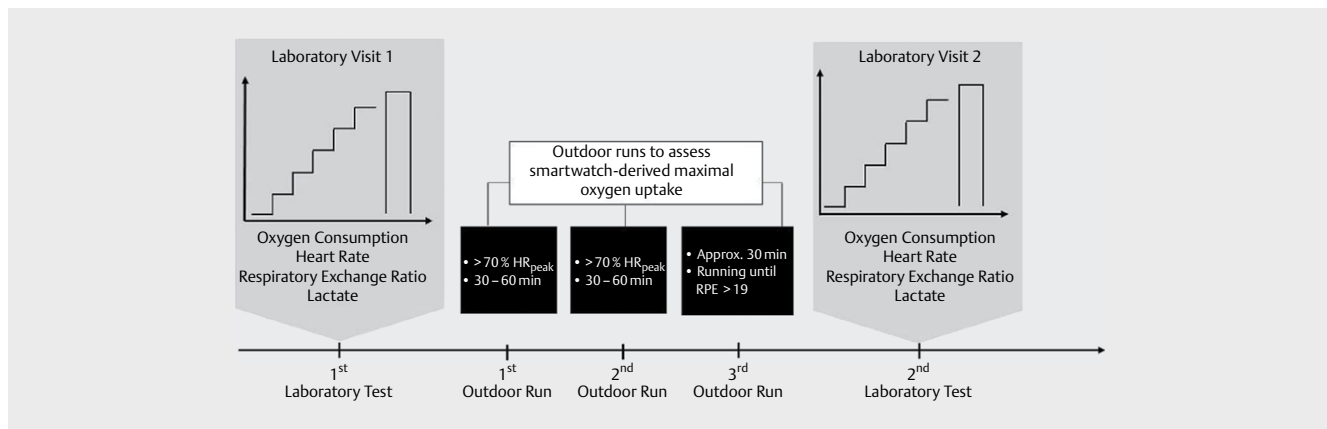 Laboratory Visit 1
Oxygen Consumption
Heart Rate
Respiratory Exchange Ratio
Lactate
Outdoor runs to assess
smartwatch-derived maximal
oxygen uptake
• >70 % HRpeak
• 30–60 min
• >70 % HRpeak
• 30–60 min
• Approx. 30 min
• Running until
RPE >19
Laboratory Visit 2
Oxygen Consumption
Heart Rate
Respiratory Exchange Ratio
Lactate
1st
Laboratory Test
1st
Outdoor Run
2nd
Outdoor Run
3rd
Outdoor Run
2nd
Laboratory Test